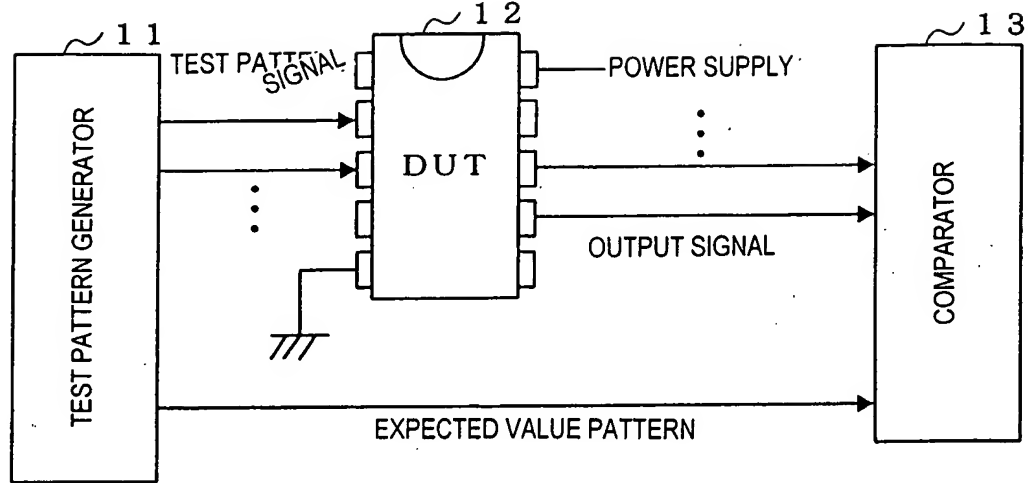 11
12
13
TEST PATTERN
SIGNAL
POWER SUPPLY
TEST PATTERN GENERATOR
DUT
OUTPUT SIGNAL
COMPARATOR
EXPECTED VALUE PATTERN